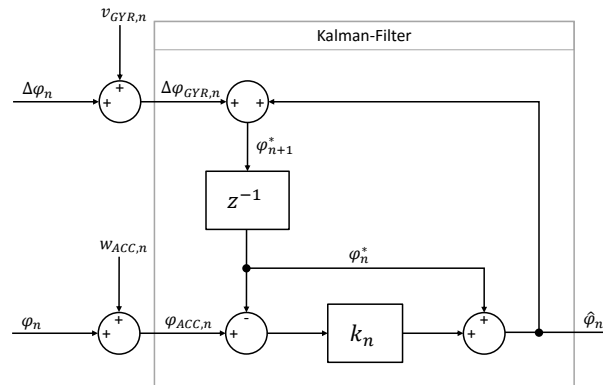 v_{GYR,n}
Kalman-Filter
Δφ_n
+
+
Δφ_{GYR,n}
+
+
φ^*_{n+1}
z^{-1}
w_{ACC,n}
φ^*_n
φ_n
+
+
φ_{ACC,n}
+
-
k_n
+
+
φ̂_n